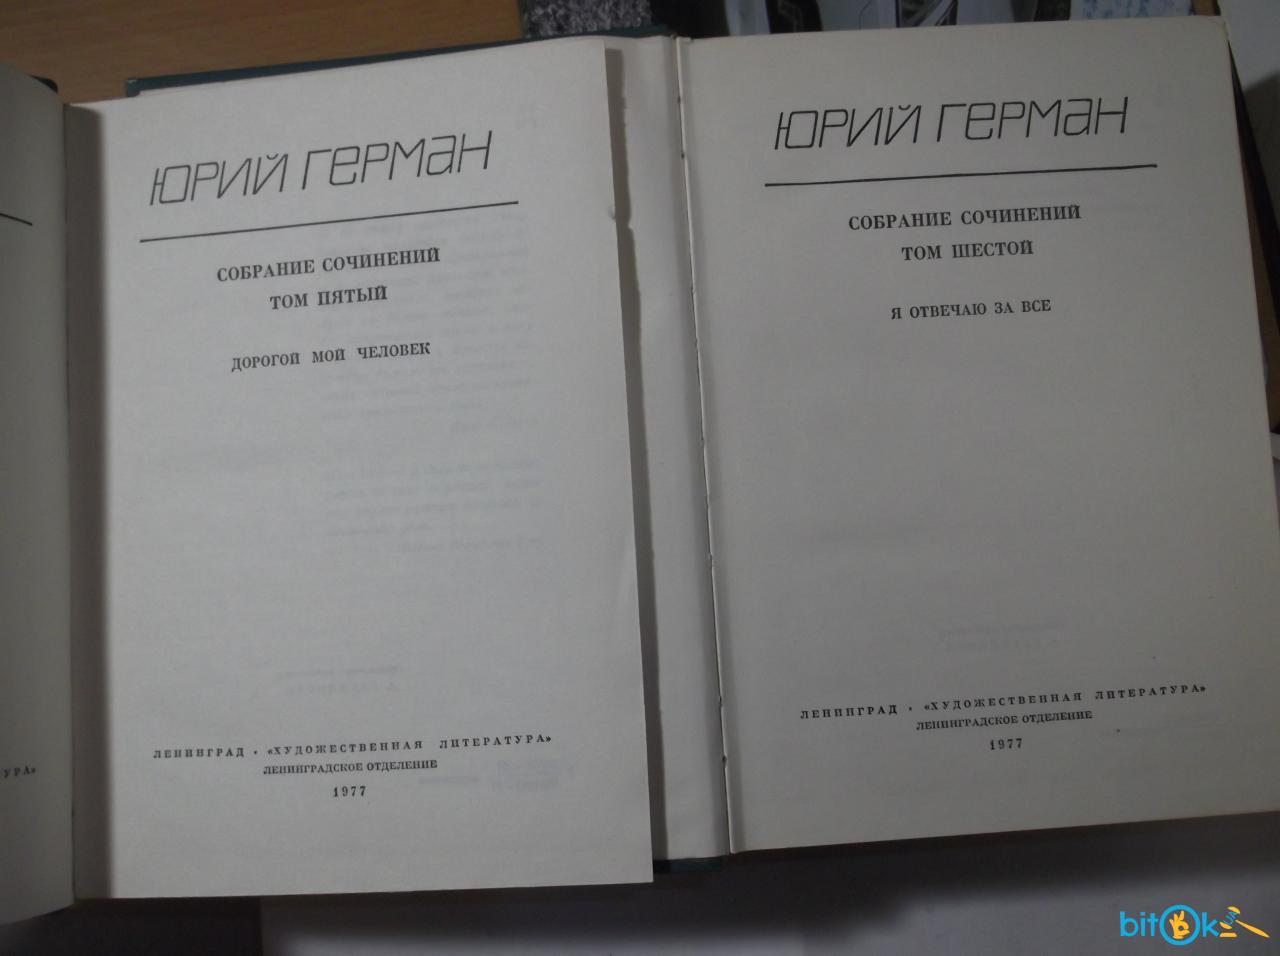 УРА»
ЮРИЙ ГЕРМАН
СОБРАНИЕ СОЧИНЕНИЙ
ТОМ ПЯТЫЙ
ДОРОГОЙ МОЙ ЧЕЛОВЕК
ЛЕНИНГРАД • «ХУДОЖЕСТВЕННАЯ ЛИТЕРАТУРА»
ЛЕНИНГРАДСКОЕ ОТДЕЛЕНИЕ
1977
ЮРИЙ ГЕРМАН
СОБРАНИЕ СОЧИНЕНИЙ
ТОМ ШЕСТОЙ
Я ОТВЕЧАЮ ЗА ВСЕ
ЛЕНИНГРАД • «ХУДОЖЕСТВЕННАЯ ЛИТЕРАТУРА»
ЛЕНИНГРАДСКОЕ ОТДЕЛЕНИЕ
1977
bitOk